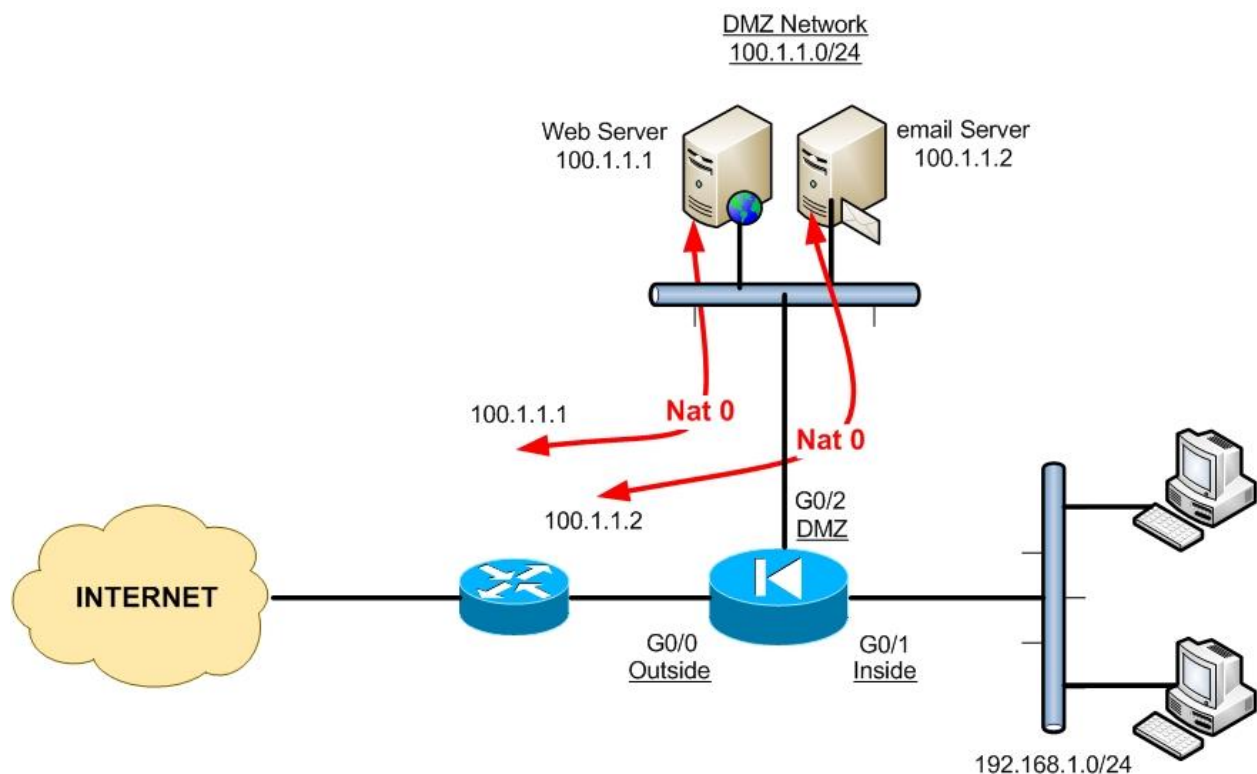 DMZ Network
100.1.1.0/24
Web Server
100.1.1.1
email Server
100.1.1.2
100.1.1.1
Nat 0
Nat 0
100.1.1.2
G0/2
DMZ
INTERNET
G0/0
Outside
G0/1
Inside
192.168.1.0/24